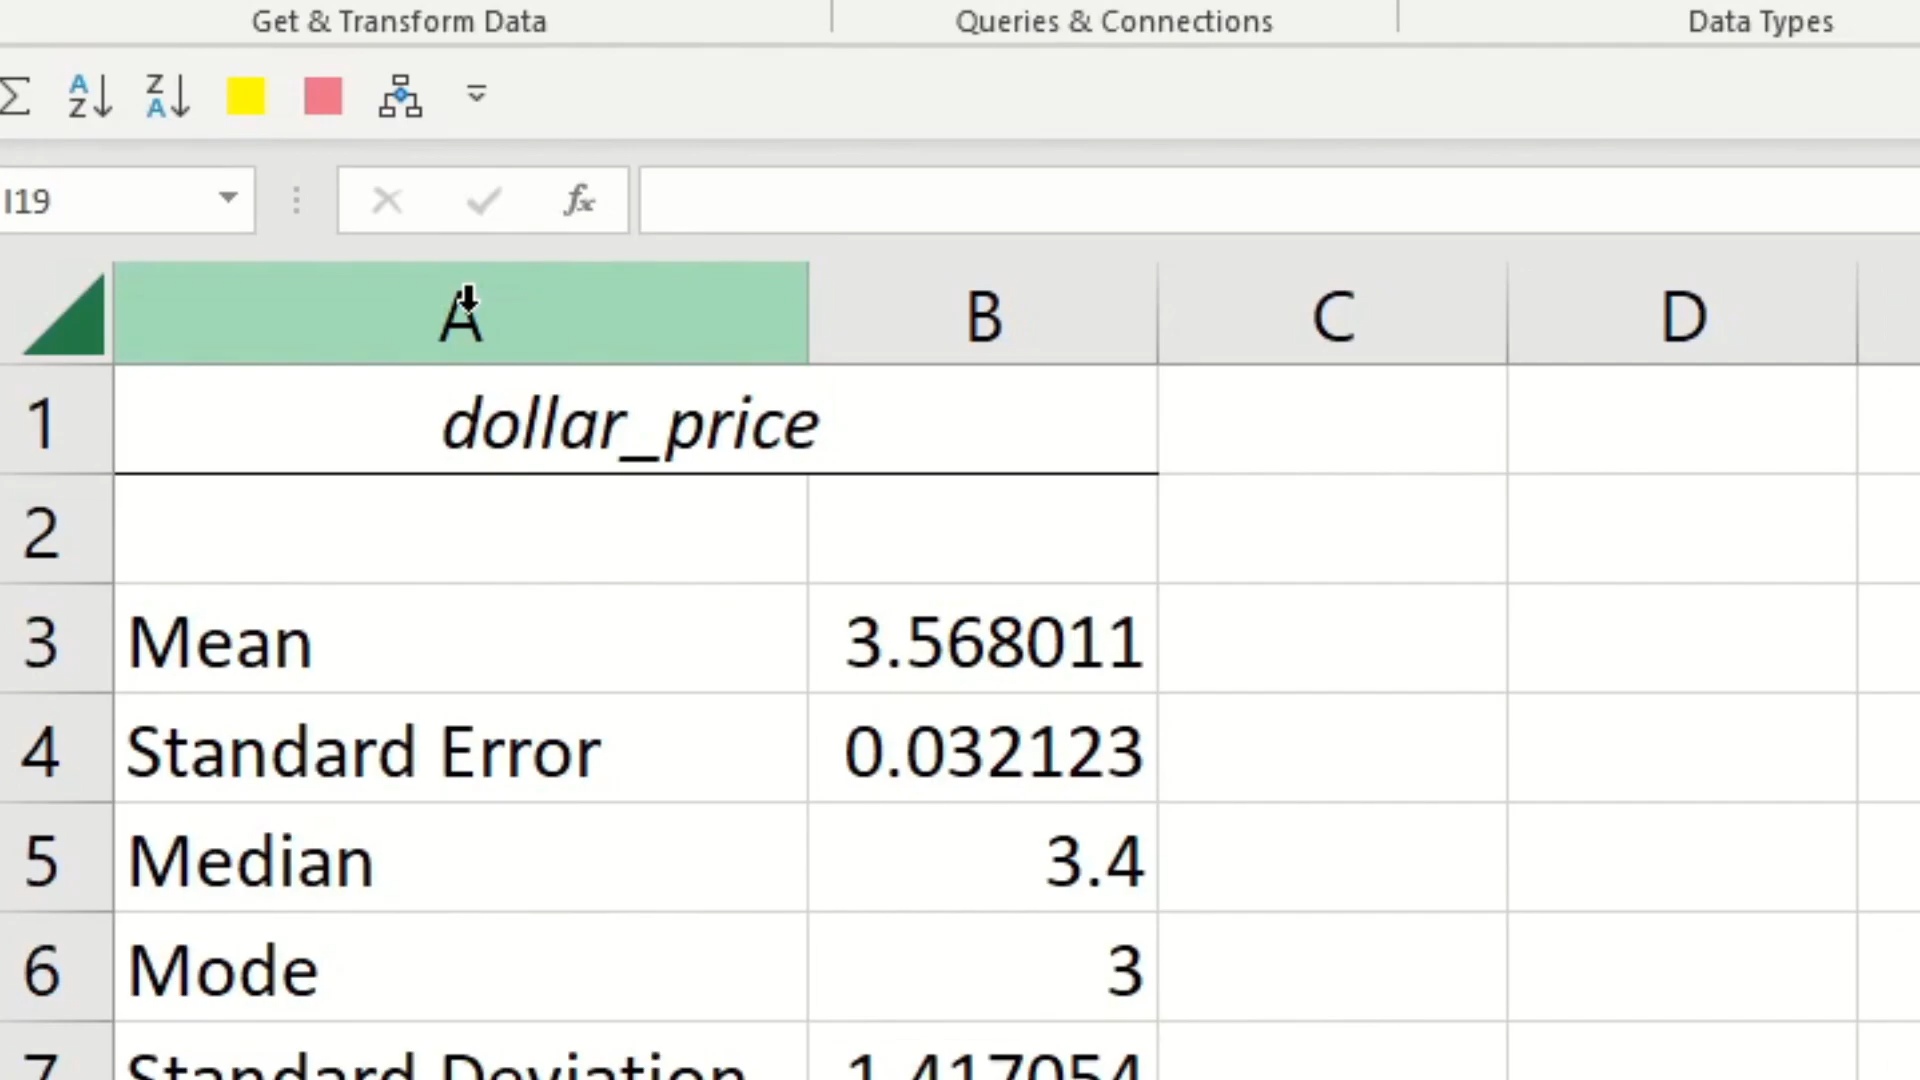 Get & Transform Data Queries & Connections Data Types
I19 fx
A B C D
1 dollar_price
2
3 Mean 3.568011
4 Standard Error 0.032123
5 Median 3.4
6 Mode 3
7 Standard Deviation 1.417054